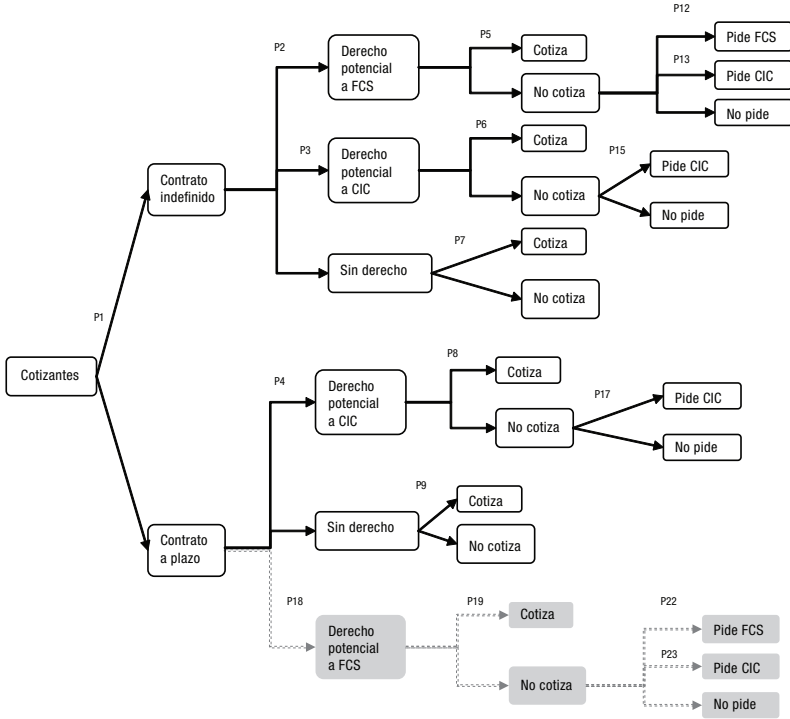 P12
P2
P5
Pide FCS
Derecho
potencial
a FCS
Cotiza
P13
Pide CIC
No cotiza
No pide
P6
P3
Derecho
potencial
a CIC
Cotiza
P15
Pide CIC
Contrato
indefinido
No cotiza
No pide
P7
Cotiza
Sin derecho
No cotiza
P1
Cotizantes
P8
P4
Derecho
potencial
a CIC
Cotiza
P17
Pide CIC
No cotiza
No pide
P9
Cotiza
Sin derecho
Contrato
a plazo
No cotiza
P18
P19
P22
Cotiza
Derecho
potencial
a FCS
Pide FCS
P23
Pide CIC
No cotiza
No pide